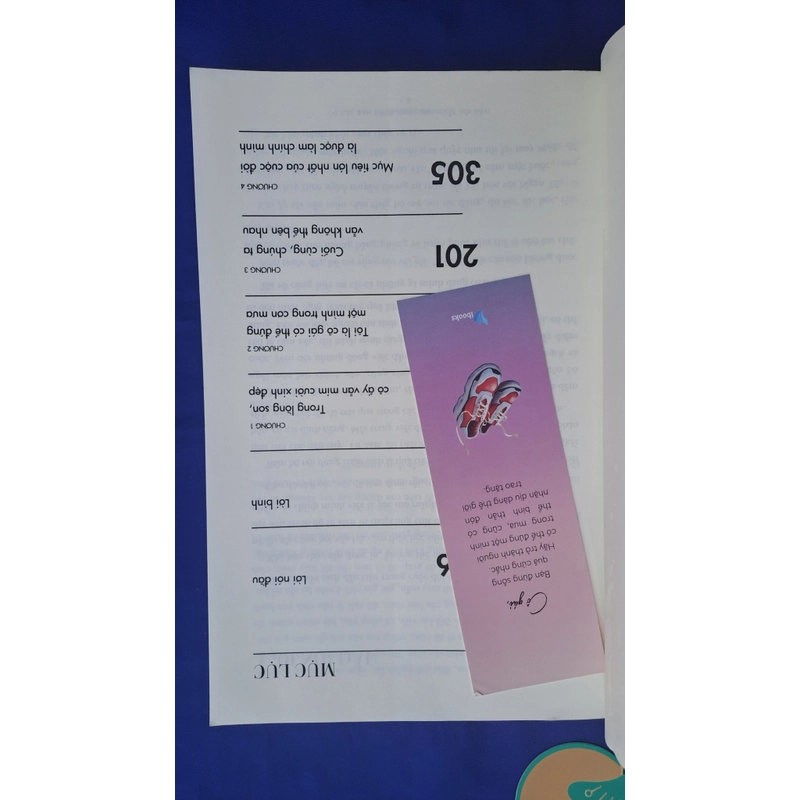 MỤC LỤC
Lời nói đầu
Lời bình
CHƯƠNG 1
Trong lòng son,
cô ấy vẫn mỉm cười xinh đẹp
CHƯƠNG 2
Tôi là cô gái có thể đứng
một mình trong cơn mưa
CHƯƠNG 3
Cuối cùng, chúng ta
vẫn không thể bên nhau
201
CHƯƠNG 4
Mục tiêu lớn nhất của cuộc đời
là được làm chính mình
305
Cô gái,
Bạn đừng sống
quá cứng nhắc.
Hãy trở thành người
có thể đứng một mình
trong mưa, cũng có
thể bình thản đón
nhận dịu dàng thế giới
trao tặng.
Ibooks